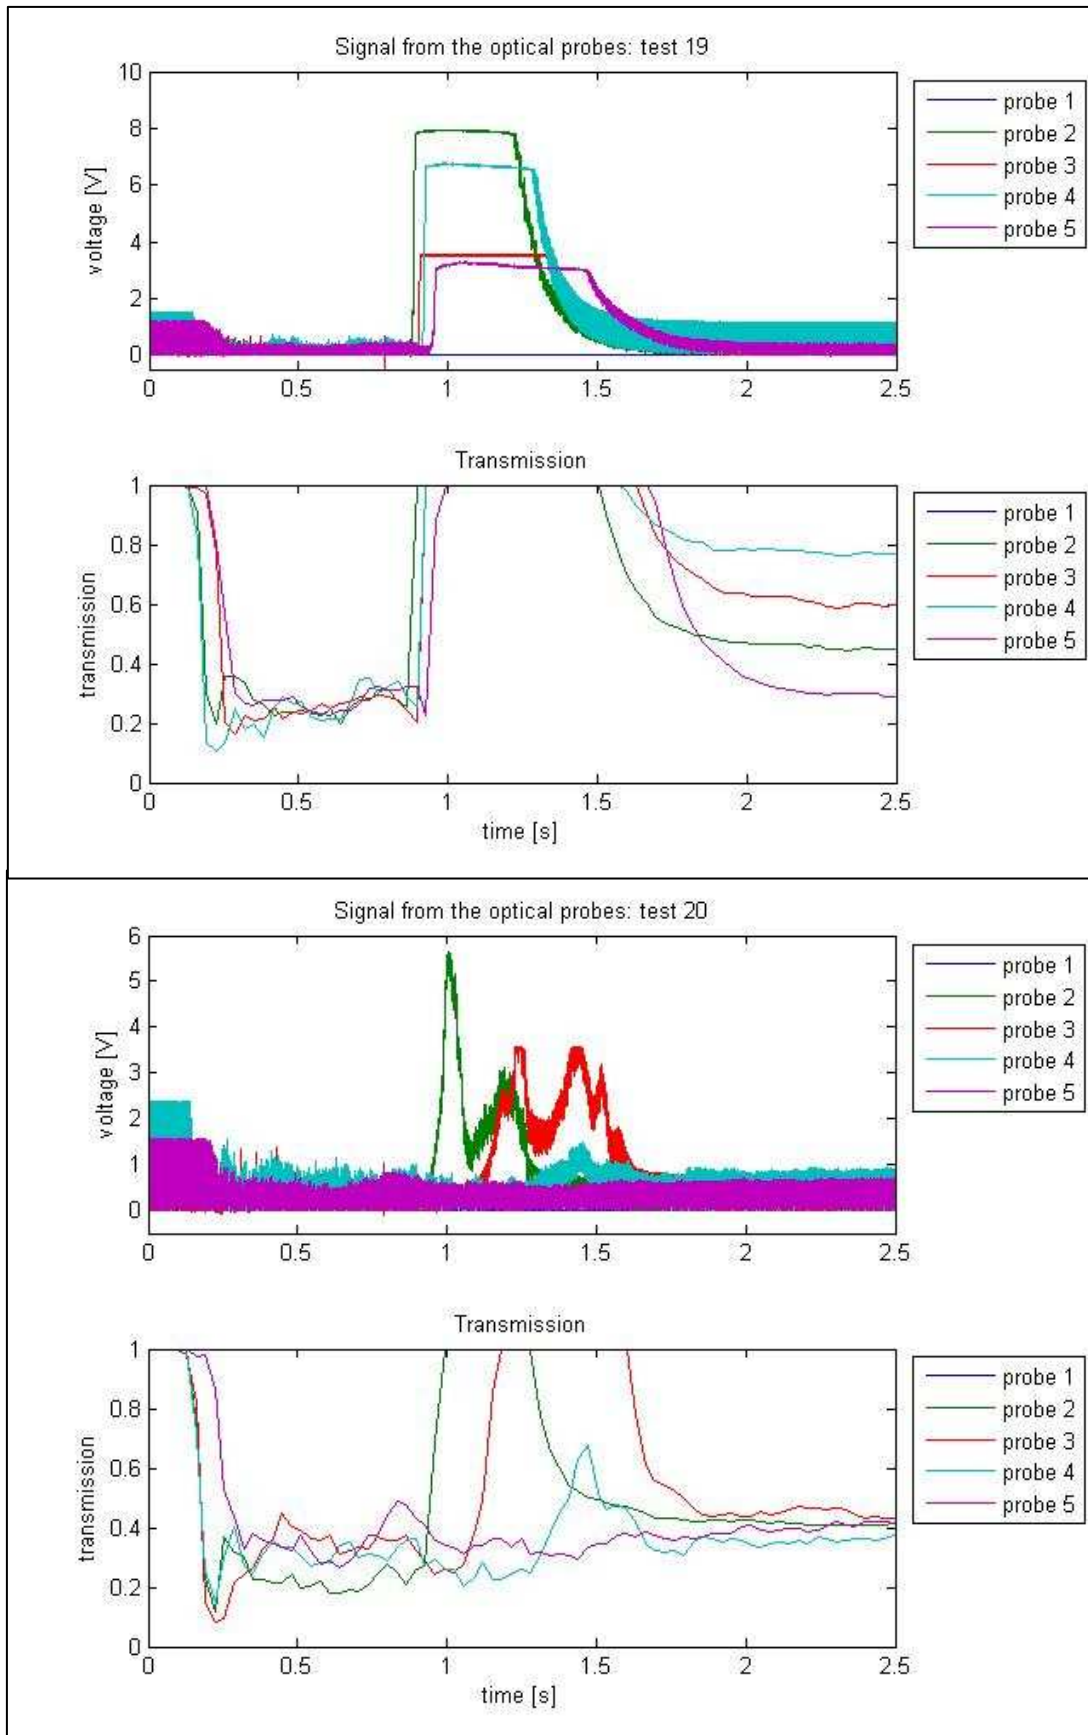 Signal from the optical probes: test 19
10
8
6
4
2
0
voltage [V]
0 0.5 1 1.5 2 2.5
probe 1
probe 2
probe 3
probe 4
probe 5
Transmission
1
0.8
0.6
0.4
0.2
0
transmission
0 0.5 1 1.5 2 2.5
time [s]
probe 1
probe 2
probe 3
probe 4
probe 5
Signal from the optical probes: test 20
6
5
4
3
2
1
0
voltage [V]
0 0.5 1 1.5 2 2.5
probe 1
probe 2
probe 3
probe 4
probe 5
Transmission
1
0.8
0.6
0.4
0.2
0
transmission
0 0.5 1 1.5 2 2.5
time [s]
probe 1
probe 2
probe 3
probe 4
probe 5